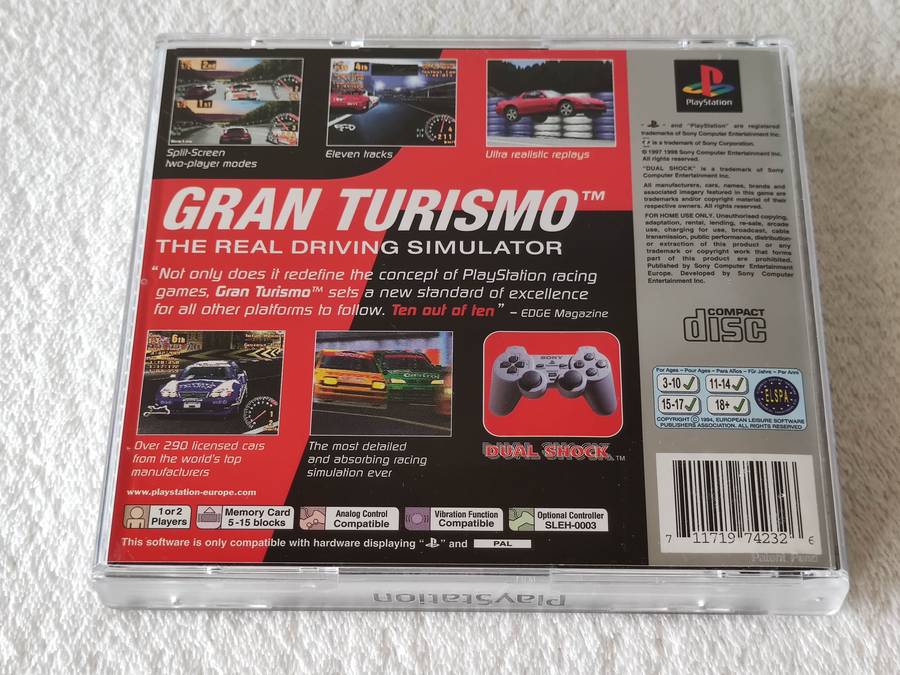 Split-Screen
two-player modes
Eleven tracks
Ultra realistic replays
GRAN TURISMO™
THE REAL DRIVING SIMULATOR
"Not only does it redefine the concept of PlayStation racing
games, Gran Turismo™ sets a new standard of excellence
for all other platforms to follow. Ten out of ten" – EDGE Magazine
SONY
DUAL SHOCK™
Over 290 licensed cars
from the world's top
manufacturers
The most detailed
and absorbing racing
simulation ever
www.playstation-europe.com
1 or 2
Players
Memory Card
5-15 blocks
Analog Control
Compatible
Vibration Function
Compatible
Optional Controller
SLEH-0003
This software is only compatible with hardware displaying " " and PAL
PlayStation
" " and "PlayStation" are registered
trademarks of Sony Computer Entertainment Inc.
is a trademark of Sony Corporation.
© 1997 1998 Sony Computer Entertainment Inc.
All rights reserved.
"DUAL SHOCK" is a trademark of Sony
Computer Entertainment Inc.
All manufacturers, cars, names, brands and
associated imagery featured in this game are
trademarks and/or copyright material of their
respective owners. All rights reserved.
FOR HOME USE ONLY. Unauthorised copying,
adaptation, rental, lending, re-sale, arcade
use, charging for use, broadcast, cable
transmission, public performance, distribution
or extraction of this product or any
trademark or copyright work that forms
part of this product are prohibited.
Published by Sony Computer Entertainment
Europe. Developed by Sony Computer
Entertainment Inc.
COMPACT
disc
For Ages – Pour Ages – Para Años – Für Jahre – Per Anni
3-10 11-14
15-17 18+
ELSPA
COPYRIGHT © 1994, EUROPEAN LEISURE SOFTWARE
PUBLISHERS ASSOCIATION. ALL RIGHTS RESERVED
7 11719 74232 6
PlayStation